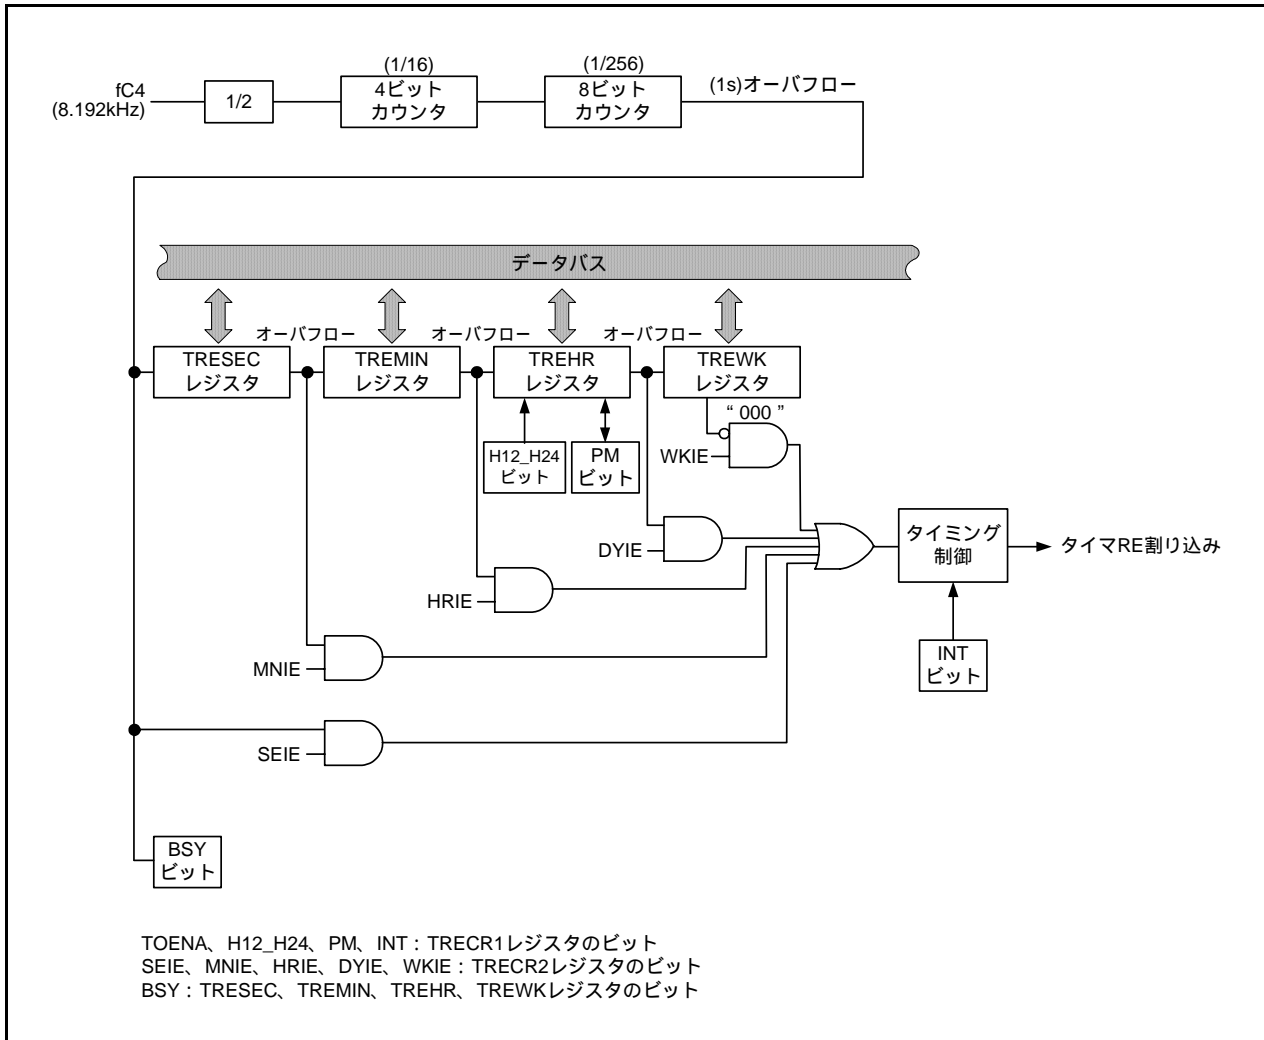 (1/16)
(1/256)
fC4
(8.192kHz)
1/2
4ビット
カウンタ
8ビット
カウンタ
(1s)オーバフロー
データバス
オーバフロー
オーバフロー
オーバフロー
TRESEC
レジスタ
TREMIN
レジスタ
TREHR
レジスタ
TREWK
レジスタ
“ 000 ”
H12_H24
ビット
PM
ビット
WKIE
DYIE
タイミング
制御
タイマRE割り込み
HRIE
INT
ビット
MNIE
SEIE
BSY
ビット
TOENA、H12_H24、PM、INT : TRECR1レジスタのビット
SEIE、MNIE、HRIE、DYIE、WKIE : TRECR2レジスタのビット
BSY : TRESEC、TREMIN、TREHR、TREWKレジスタのビット